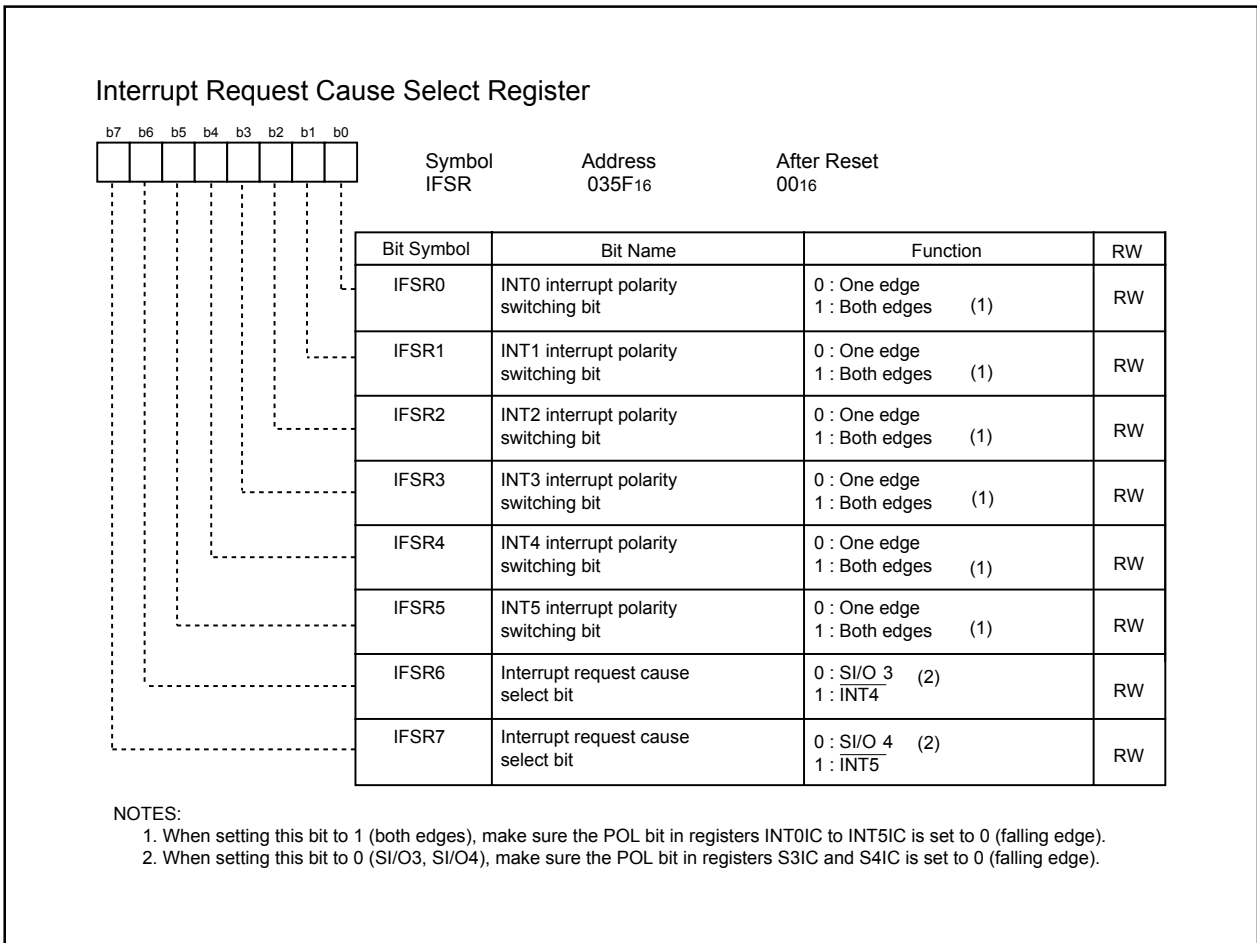 Interrupt Request Cause Select Register
b7 b6 b5 b4 b3 b2 b1 b0
Symbol Address After Reset
IFSR 035F16 0016
Bit Symbol Bit Name Function RW
IFSR0 INT0 interrupt polarity 0 : One edge
switching bit 1 : Both edges (1) RW
IFSR1 INT1 interrupt polarity 0 : One edge
switching bit 1 : Both edges (1) RW
IFSR2 INT2 interrupt polarity 0 : One edge
switching bit 1 : Both edges (1) RW
IFSR3 INT3 interrupt polarity 0 : One edge
switching bit 1 : Both edges (1) RW
IFSR4 INT4 interrupt polarity 0 : One edge
switching bit 1 : Both edges (1) RW
IFSR5 INT5 interrupt polarity 0 : One edge
switching bit 1 : Both edges (1) RW
IFSR6 Interrupt request cause 0 : SI/O 3 (2)
select bit 1 : INT4 RW
IFSR7 Interrupt request cause 0 : SI/O 4 (2)
select bit 1 : INT5 RW
NOTES:
1. When setting this bit to 1 (both edges), make sure the POL bit in registers INT0IC to INT5IC is set to 0 (falling edge).
2. When setting this bit to 0 (SI/O3, SI/O4), make sure the POL bit in registers S3IC and S4IC is set to 0 (falling edge).